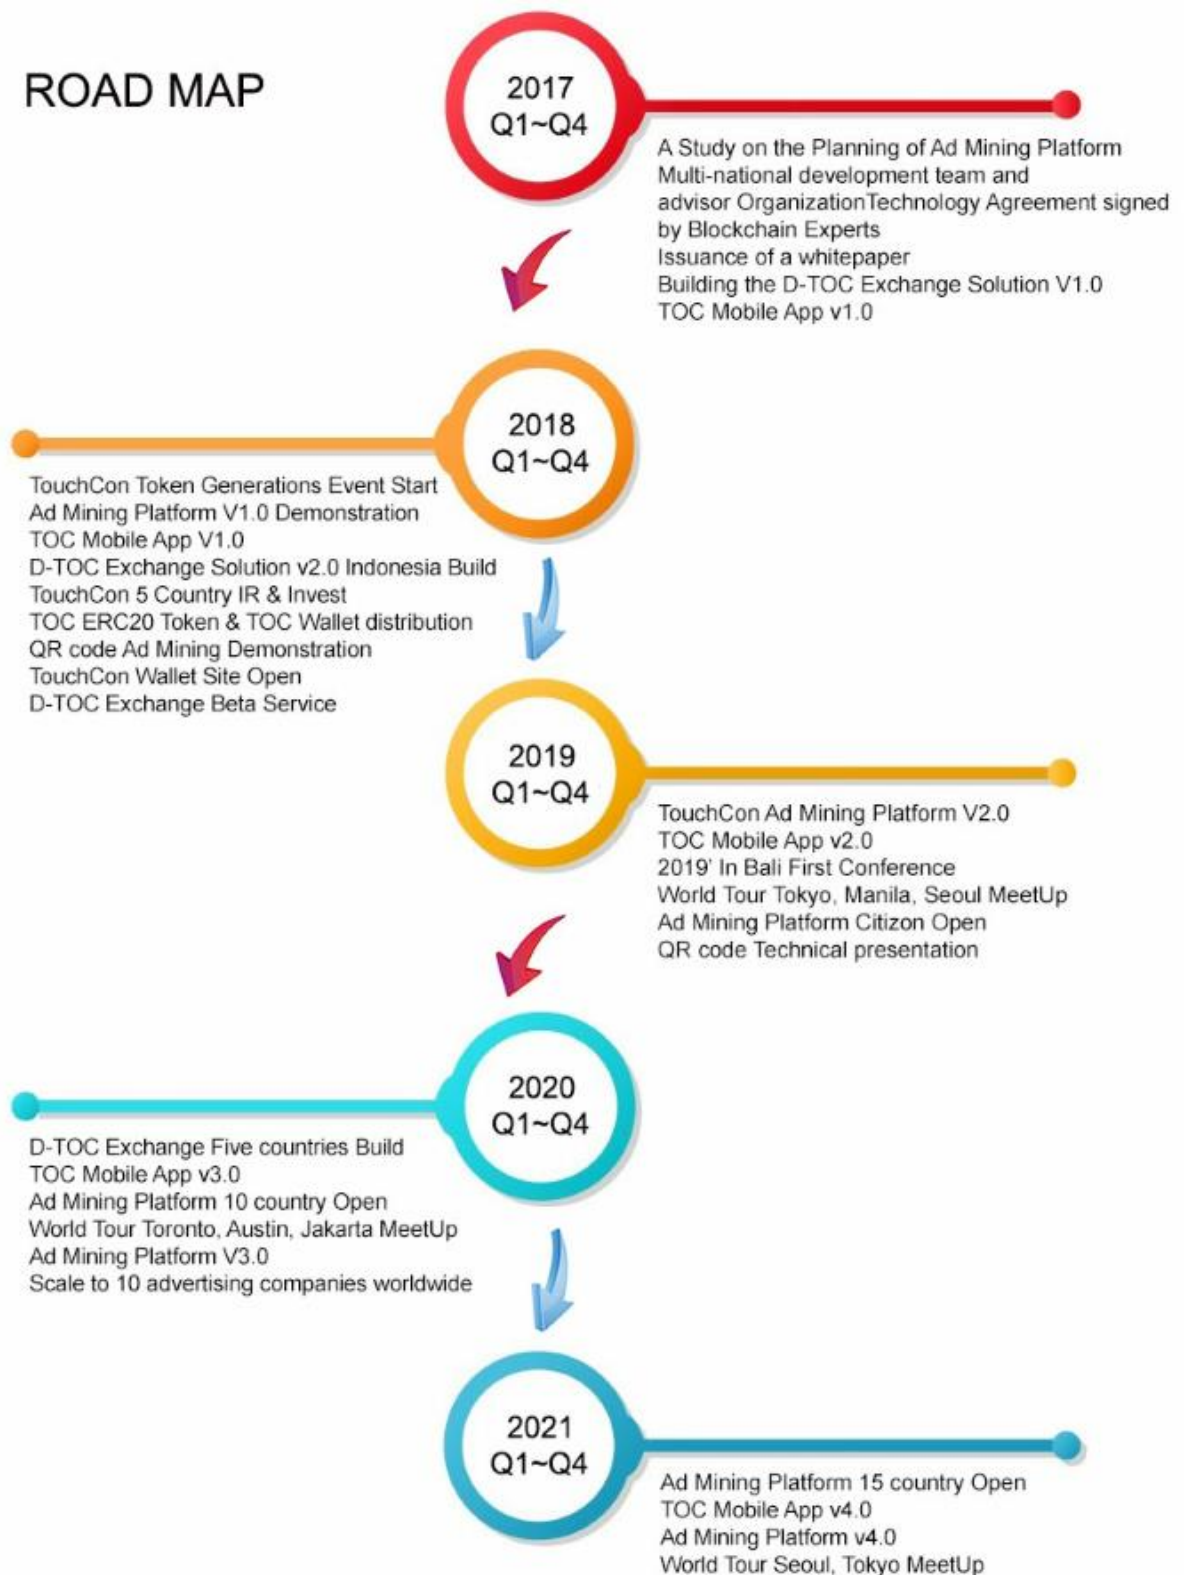 ROAD MAP
2017
Q1~Q4
A Study on the Planning of Ad Mining Platform
Multi-national development team and
advisor OrganizationTechnology Agreement signed
by Blockchain Experts
Issuance of a whitepaper
Building the D-TOC Exchange Solution V1.0
TOC Mobile App v1.0
2018
Q1~Q4
TouchCon Token Generations Event Start
Ad Mining Platform V1.0 Demonstration
TOC Mobile App V1.0
D-TOC Exchange Solution v2.0 Indonesia Build
TouchCon 5 Country IR & Invest
TOC ERC20 Token & TOC Wallet distribution
QR code Ad Mining Demonstration
TouchCon Wallet Site Open
D-TOC Exchange Beta Service
2019
Q1~Q4
TouchCon Ad Mining Platform V2.0
TOC Mobile App v2.0
2019' In Bali First Conference
World Tour Tokyo, Manila, Seoul MeetUp
Ad Mining Platform Citizon Open
QR code Technical presentation
2020
Q1~Q4
D-TOC Exchange Five countries Build
TOC Mobile App v3.0
Ad Mining Platform 10 country Open
World Tour Toronto, Austin, Jakarta MeetUp
Ad Mining Platform V3.0
Scale to 10 advertising companies worldwide
2021
Q1~Q4
Ad Mining Platform 15 country Open
TOC Mobile App v4.0
Ad Mining Platform v4.0
World Tour Seoul, Tokyo MeetUp